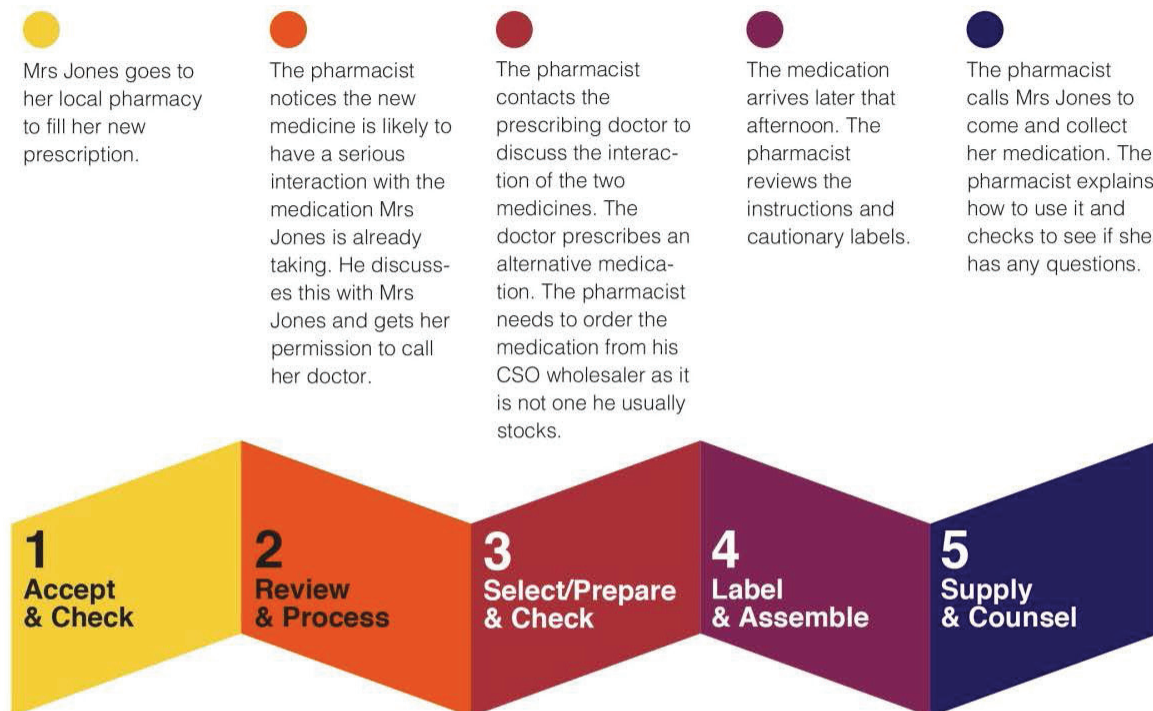 Mrs Jones goes to
her local pharmacy
to fill her new
prescription.
The pharmacist
notices the new
medicine is likely to
have a serious
interaction with the
medication Mrs
Jones is already
taking. He discuss-
es this with Mrs
Jones and gets her
permission to call
her doctor.
The pharmacist
contacts the
prescribing doctor to
discuss the interac-
tion of the two
medicines. The
doctor prescribes an
alternative medica-
tion. The pharmacist
needs to order the
medication from his
CSO wholesaler as it
is not one he usually
stocks.
The medication
arrives later that
afternoon. The
pharmacist
reviews the
instructions and
cautionary labels.
The pharmacist
calls Mrs Jones to
come and collect
her medication. The
pharmacist explains
how to use it and
checks to see if she
has any questions.
1
Accept
& Check
2
Review
& Process
3
Select/Prepare
& Check
4
Label
& Assemble
5
Supply
& Counsel